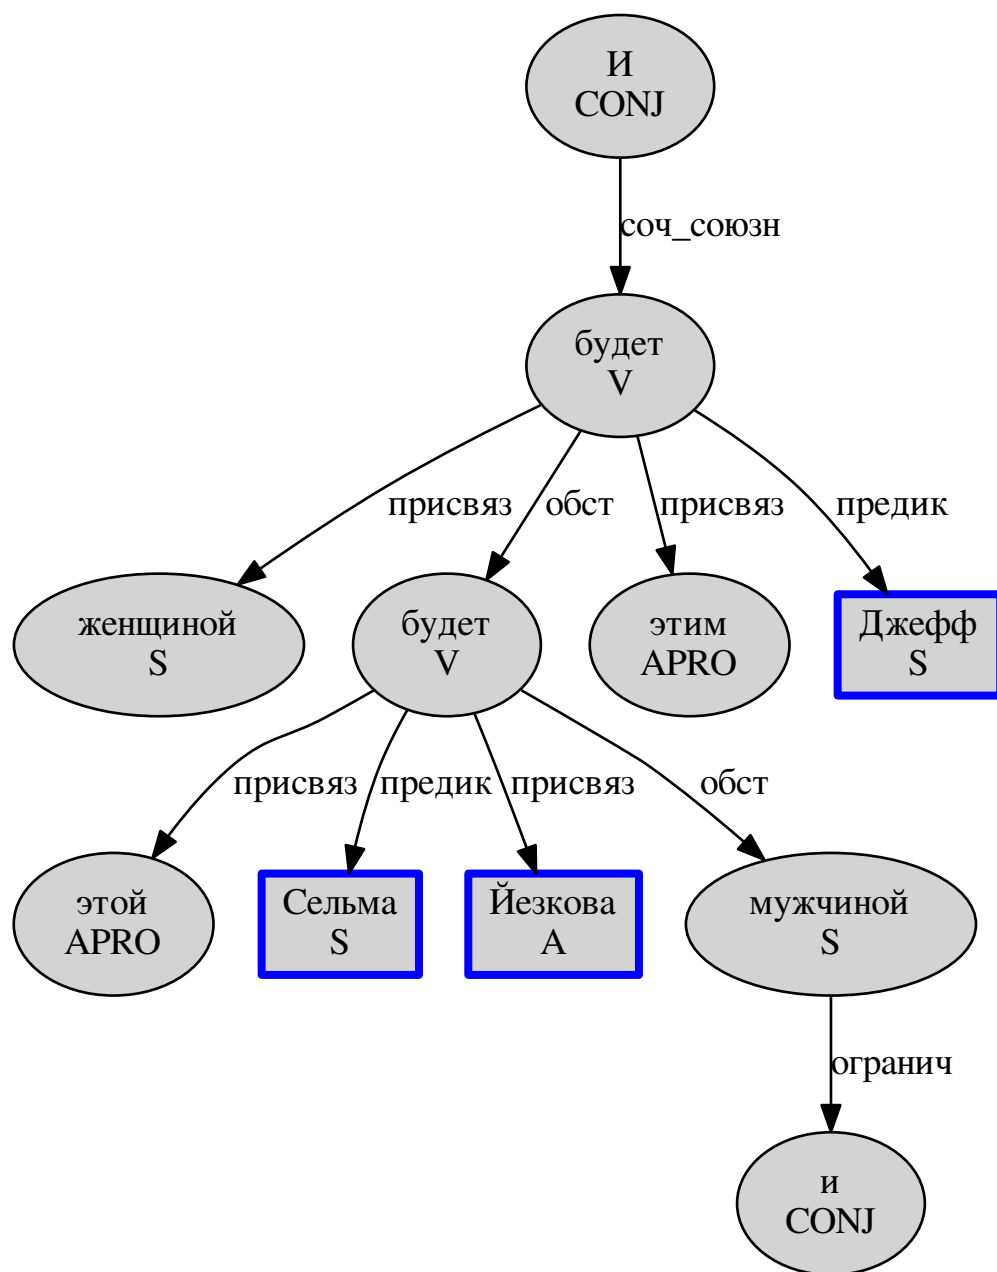 И
CONJ
соч_союзн
будет
V
присвяз
обст
присвяз
предик
женщиной
S
будет
V
этим
APRO
Джефф
S
присвяз
предик
присвяз
обст
этой
APRO
Сельма
S
Йезкова
A
мужчиной
S
огранич
и
CONJ